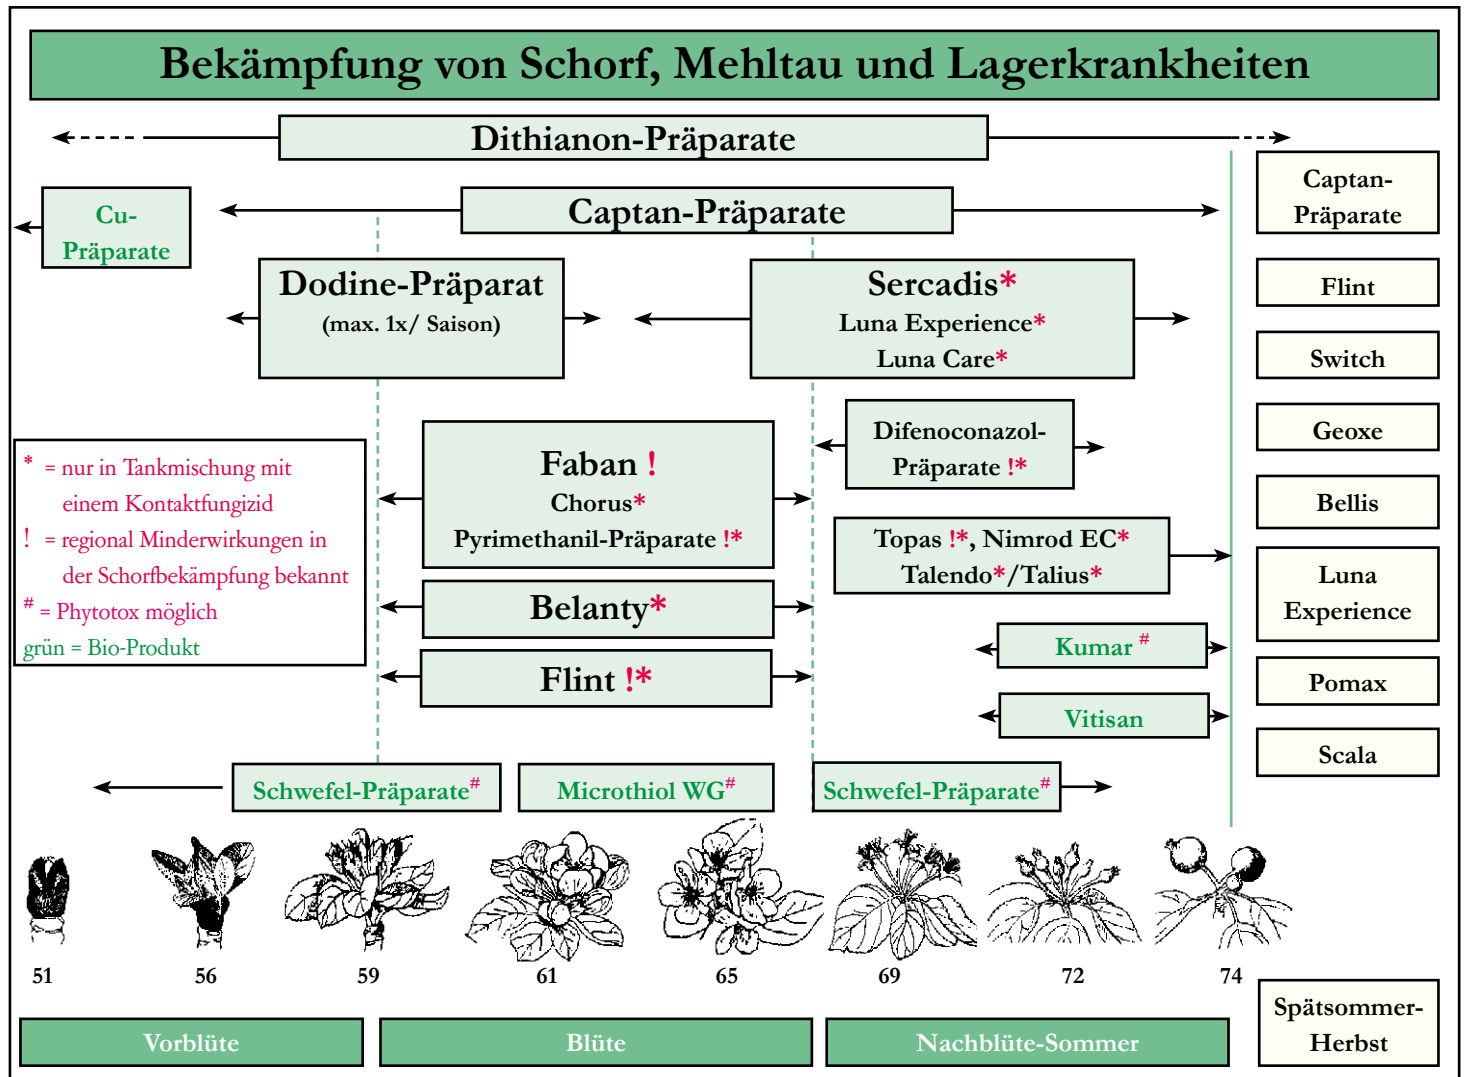 Bekämpfung von Schorf, Mehltau und Lagerkrankheiten
Dithianon-Präparate
Cu-
Präparate
Captan-Präparate
Dodine-Präparat
(max. 1x/ Saison)
Sercadis*
Luna Experience*
Luna Care*
* = nur in Tankmischung mit
einem Kontaktfungizid
! = regional Minderwirkungen in
der Schorfbekämpfung bekannt
# = Phytotox möglich
grün = Bio-Produkt
Faban !
Chorus*
Pyrimethanil-Präparate !*
Difenoconazol-
Präparate !*
Topas !*, Nimrod EC*
Talendo*/Talius*
Belanty*
Flint !*
Kumar #
Vitisan
Schwefel-Präparate#
Microthiol WG#
Schwefel-Präparate#
Captan-
Präparate
Flint
Switch
Geoxe
Bellis
Luna
Experience
Pomax
Scala
51 56 59 61 65 69 72 74
Vorblüte
Blüte
Nachblüte-Sommer
Spätsommer-
Herbst